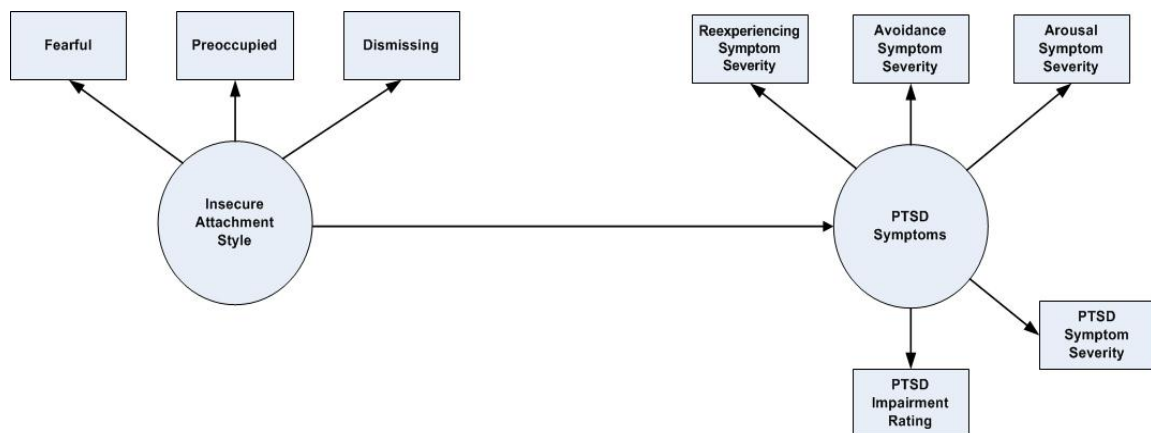 Fearful
Preoccupied
Dismissing
Reexperiencing
Symptom
Severity
Avoidance
Symptom
Severity
Arousal
Symptom
Severity
Insecure
Attachment
Style
PTSD
Symptoms
PTSD
Symptom
Severity
PTSD
Impairment
Rating